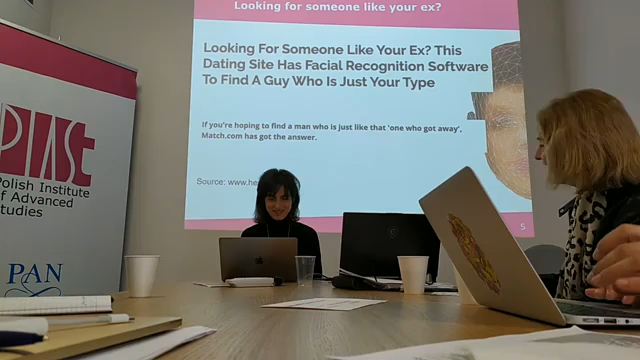 Looking for someone like your ex?
Looking For Someone Like Your Ex? This
Dating Site Has Facial Recognition Software
To Find A Guy Who Is Just Your Type
If you're hoping to find a man who is just like that 'one who got away',
Match.com has got the answer.
Source:
5
PIASt
Polish Institute
of Advanced
Studies
PAN